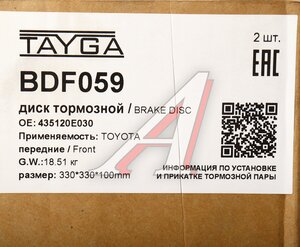 TAYGA
2 шт.
BDF059
EAC
диск тормозной / BRAKE DISC
OE: 435120E030
Применяемость: TOYOTA
передние / Front
G.W.: 18.51 кг
размер: 330*330*100mm
ИНФОРМАЦИЯ ПО УСТАНОВКЕ
И ПРИКАТКЕ ТОРМОЗНОЙ ПАРЫ